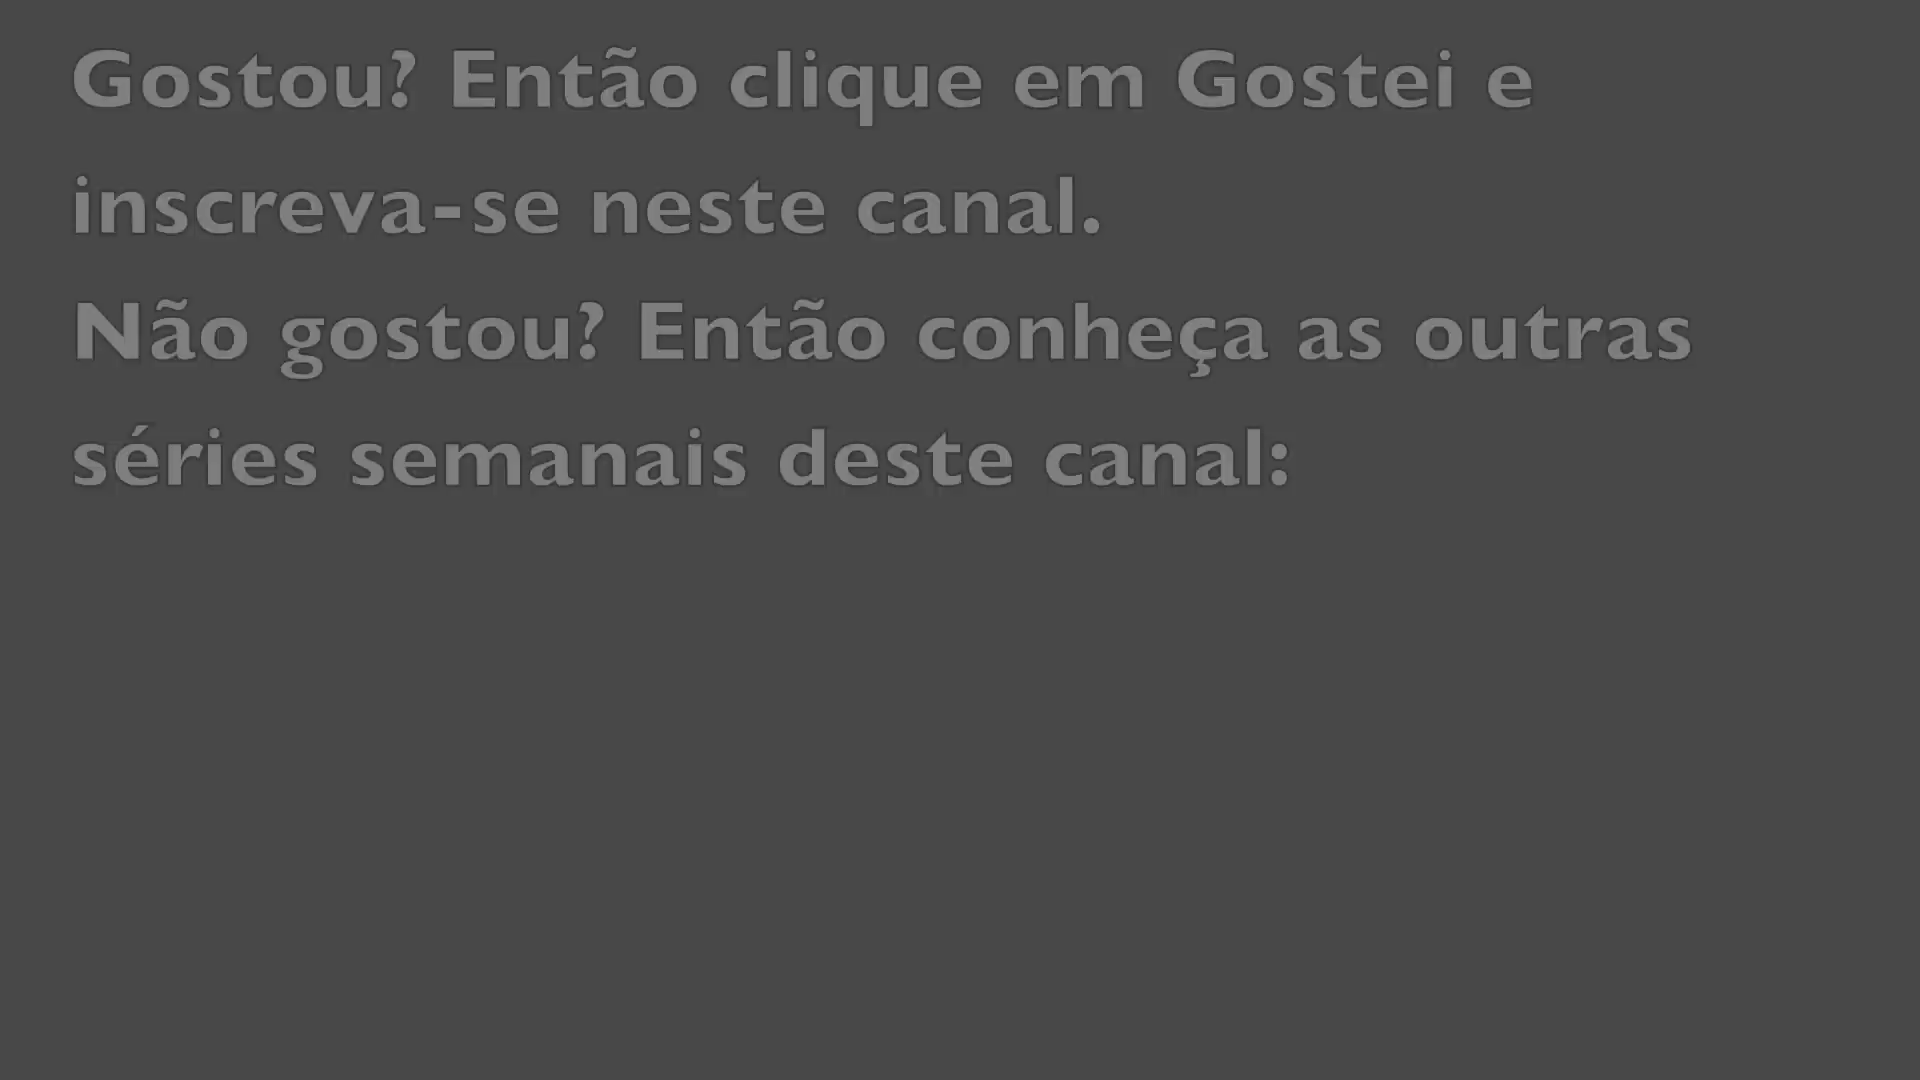 Gostou? Então clique em Gostei e
inscreva-se neste canal.
Não gostou? Então conheça as outras
séries semanais deste canal: